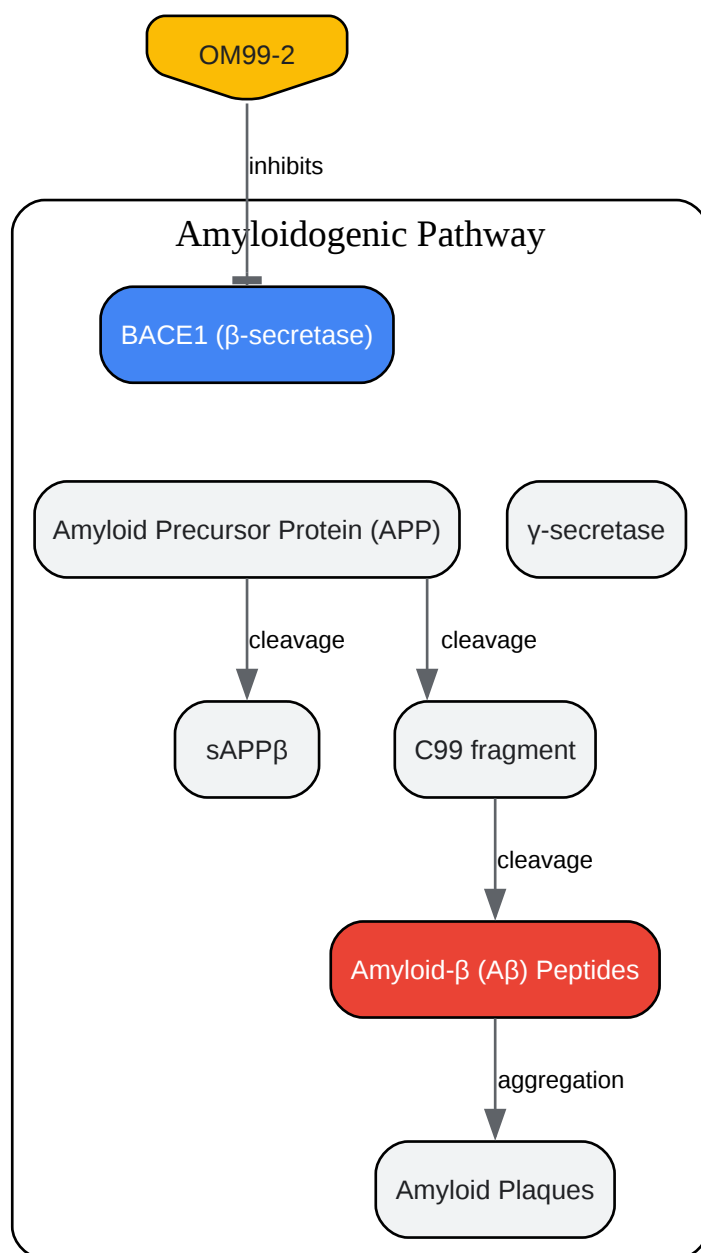 OM99-2
inhibits
Amyloidogenic Pathway
BACE1 (β-secretase)
Amyloid Precursor Protein (APP)
γ-secretase
cleavage
cleavage
sAPPβ
C99 fragment
cleavage
Amyloid-β (Aβ) Peptides
aggregation
Amyloid Plaques